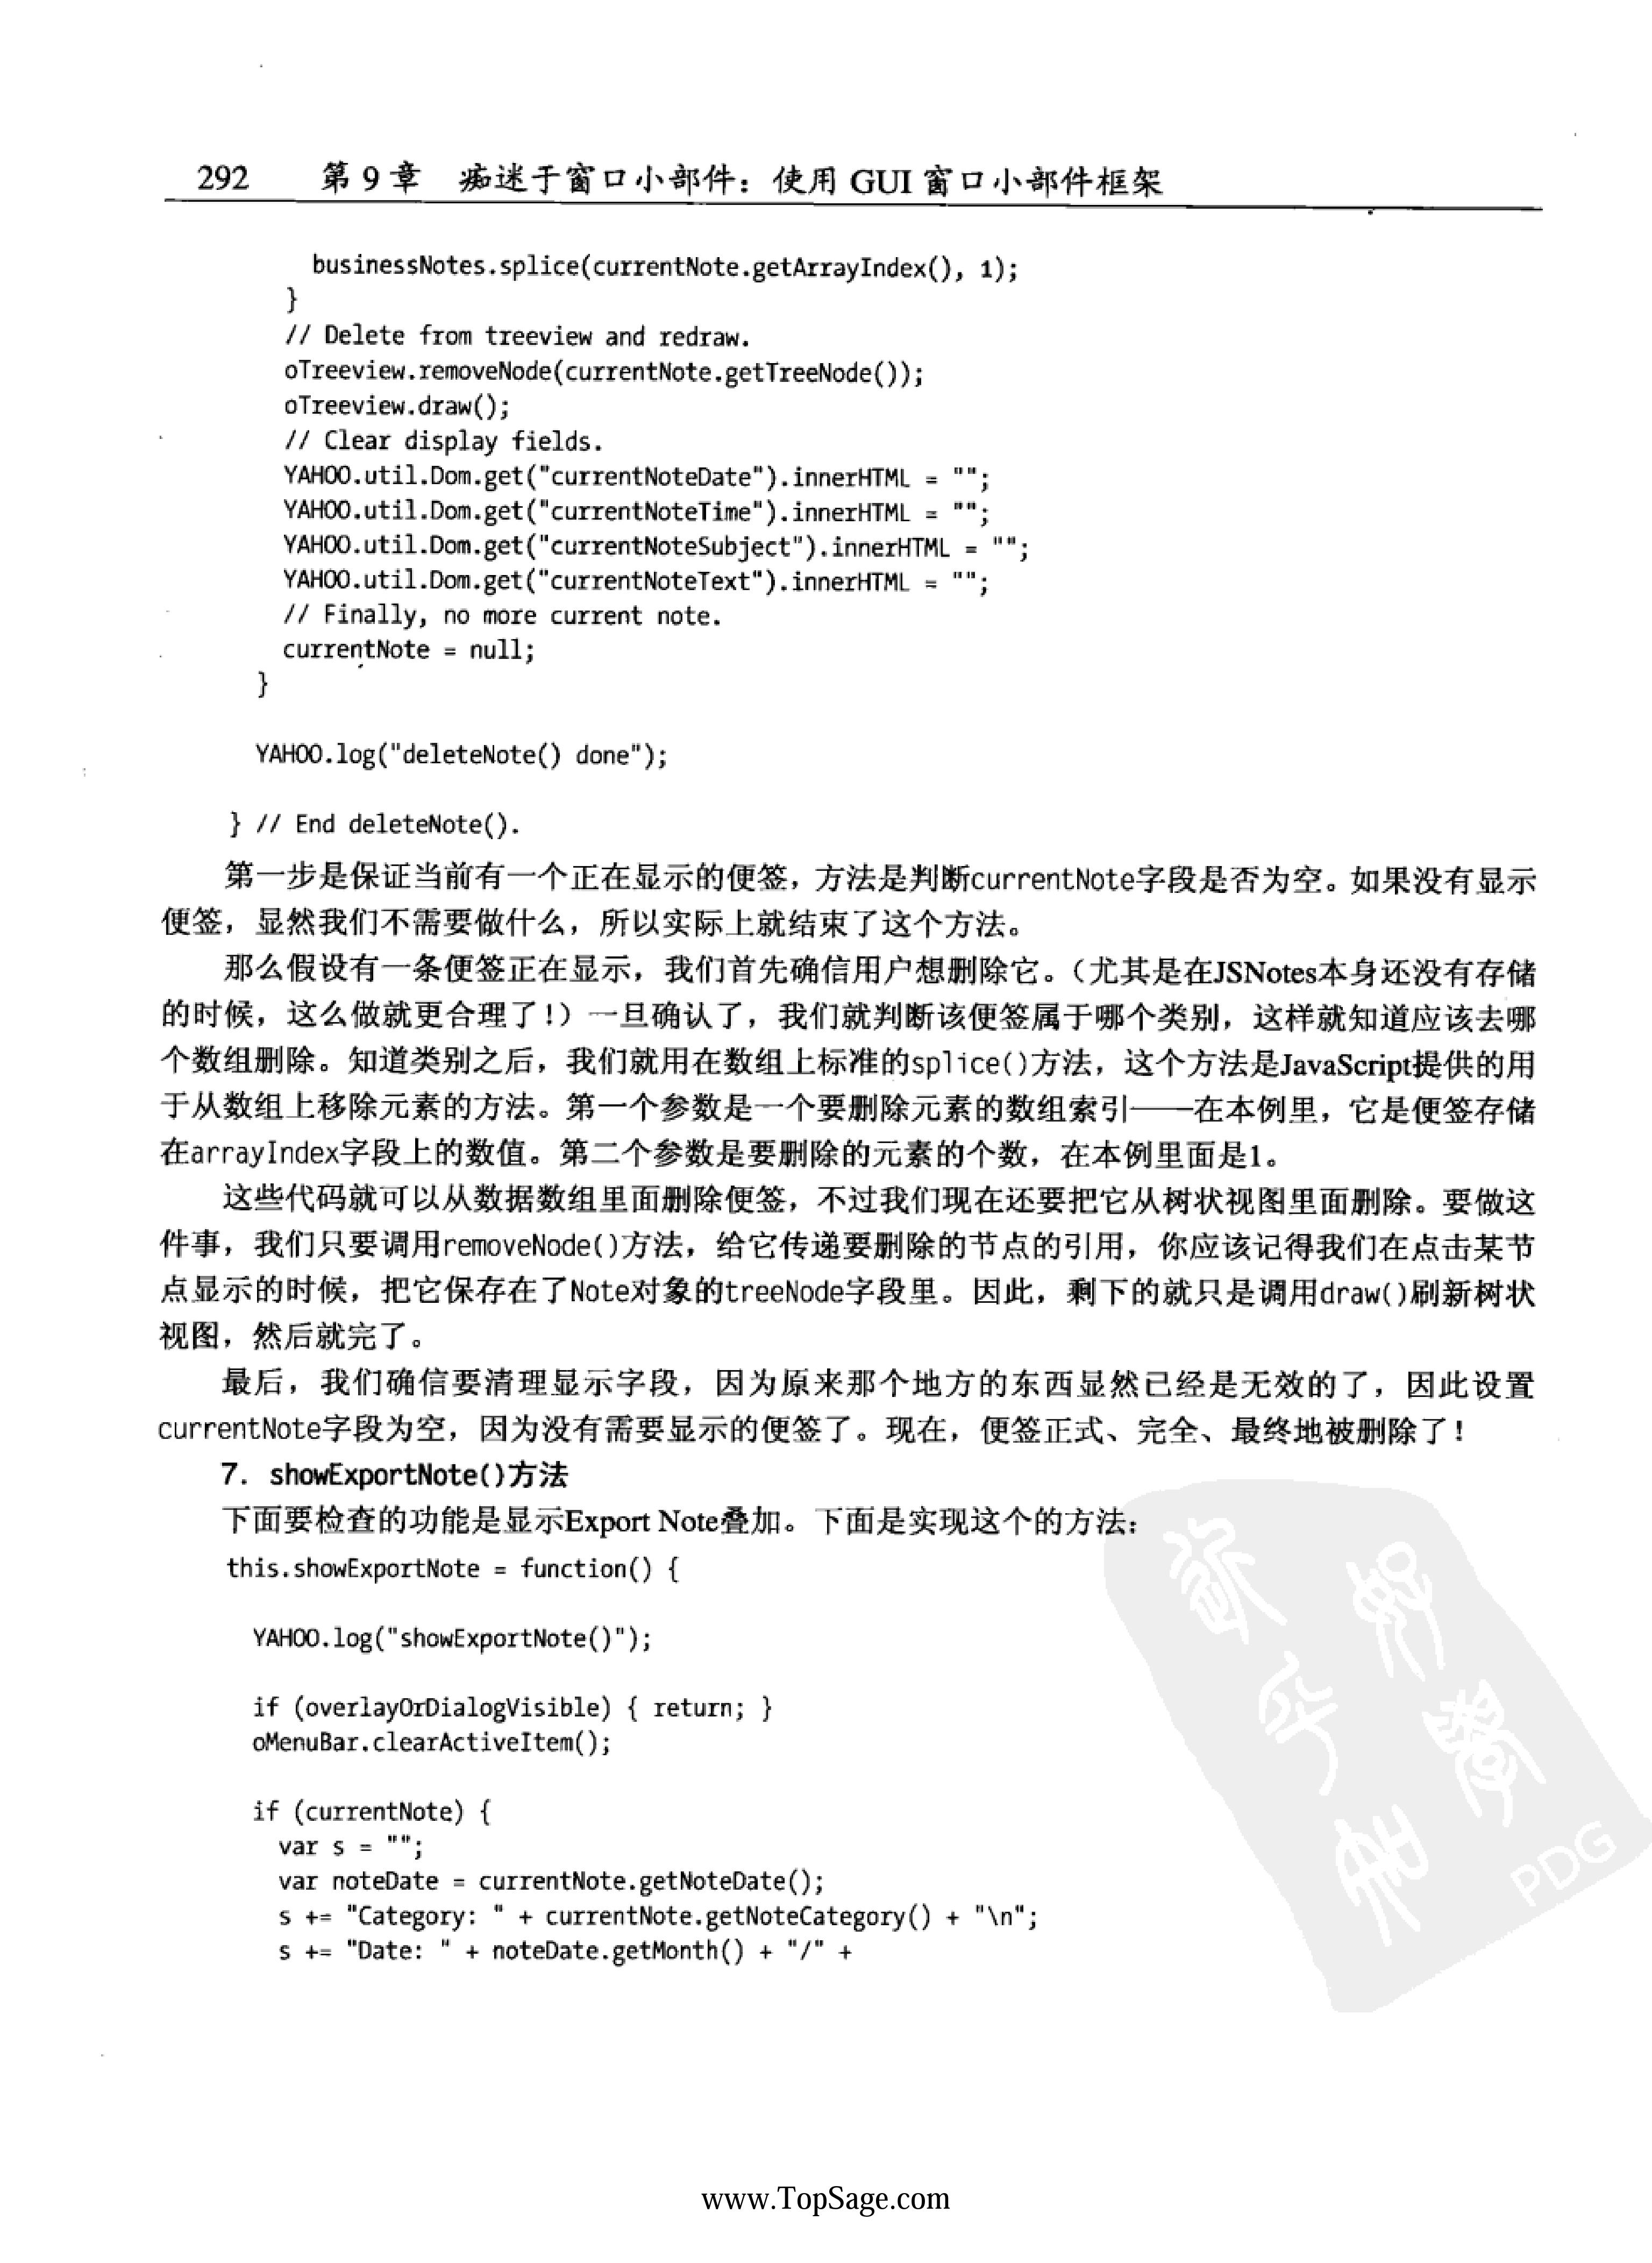 292 第 9 章 痴迷于窗口小部件：使用 GUI 窗口小部件框架
businessNotes.splice(currentNote.getArrayIndex(), 1);
}
// Delete from treeview and redraw.
oTreeview.removeNode(currentNote.getTreeNode());
oTreeview.draw();
// Clear display fields.
YAHOO.util.Dom.get("currentNoteDate").innerHTML = "";
YAHOO.util.Dom.get("currentNoteTime").innerHTML = "";
YAHOO.util.Dom.get("currentNoteSubject").innerHTML = "";
YAHOO.util.Dom.get("currentNoteText").innerHTML = "";
// Finally, no more current note.
currentNote = null;
}
YAHOO.log("deleteNote() done");
} // End deleteNote().
第一步是保证当前有一个正在显示的便签，方法是判断currentNote字段是否为空。如果没有显示
便签，显然我们不需要做什么，所以实际上就结束了这个方法。
那么假设有一条便签正在显示，我们首先确信用户想删除它。（尤其是在JSNotes本身还没有存储
的时候，这么做就更合理了！）一旦确认了，我们就判断该便签属于哪个类别，这样就知道应该去哪
个数组删除。知道类别之后，我们就用在数组上标准的splice()方法，这个方法是JavaScript提供的用
于从数组上移除元素的方法。第一个参数是一个要删除元素的数组索引——在本例里，它是便签存储
在arrayIndex字段上的数值。第二个参数是要删除的元素的个数，在本例里面是1。
这些代码就可以从数据数组里面删除便签，不过我们现在还要把它从树状视图里面删除。要做这
件事，我们只要调用removeNode()方法，给它传递要删除的节点的引用，你应该记得我们在点击某节
点显示的时候，把它保存在了Note对象的treeNode字段里。因此，剩下的就只是调用draw()刷新树状
视图，然后就完了。
最后，我们确信要清理显示字段，因为原来那个地方的东西显然已经是无效的了，因此设置
currentNote字段为空，因为没有需要显示的便签了。现在，便签正式、完全、最终地被删除了！
7. showExportNote()方法
下面要检查的功能是显示Export Note叠加。下面是实现这个的方法：
this.showExportNote = function() {
YAHOO.log("showExportNote()");
if (overlayOrDialogVisible) { return; }
oMenuBar.clearActiveItem();
if (currentNote) {
var s = "";
var noteDate = currentNote.getNoteDate();
s += "Category: " + currentNote.getNoteCategory() + "\n";
s += "Date: " + noteDate.getMonth() + "/" +
PDG
www.TopSage.com